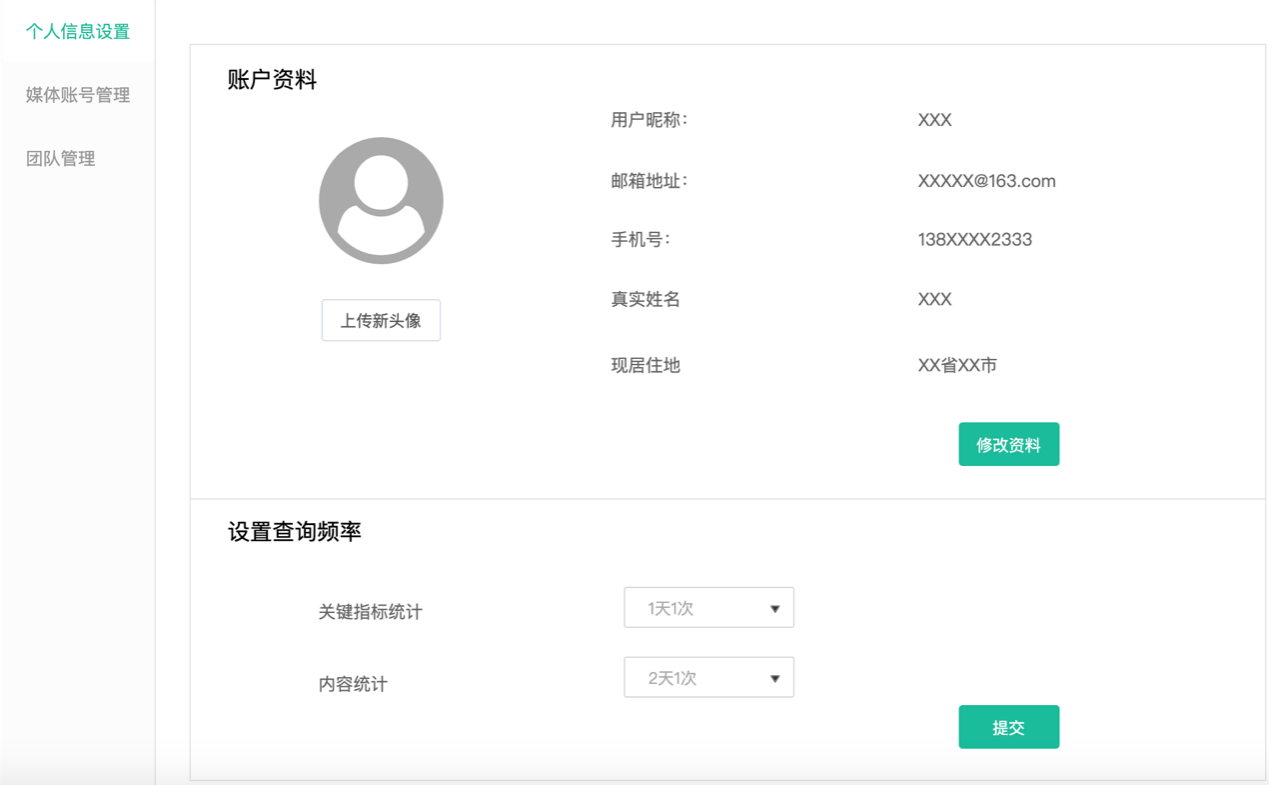 个人信息设置
媒体账号管理
团队管理
账户资料
上传新头像
用户昵称： XXX
邮箱地址： XXXXX@163.com
手机号： 138XXXX2333
真实姓名 XXX
现居住地 XX省XX市
修改资料
设置查询频率
关键指标统计 1天1次
内容统计 2天1次
提交